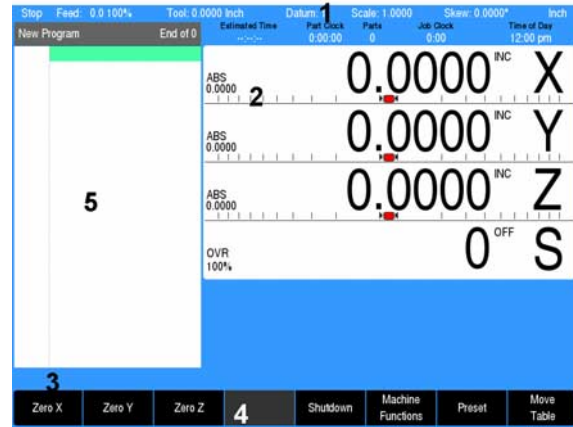 Stop Feed: 0.0 100% Tool: 0.0000 Inch Datum: 1 Scale: 1.0000 Skew: 0.0000° Inch
New Program End of 0
Estimated Time Part Clock Parts Job Clock Time of Day
--:--:-- 0:00:00 0 0:00 12:00 pm
ABS 0.0000 INC X
0.0000
2
ABS 0.0000 INC Y
0.0000
ABS 0.0000 INC Z
0.0000
5
OVR 0 OFF S
100%
3
Zero X Zero Y Zero Z 4 Shutdown Machine Functions Preset Move Table